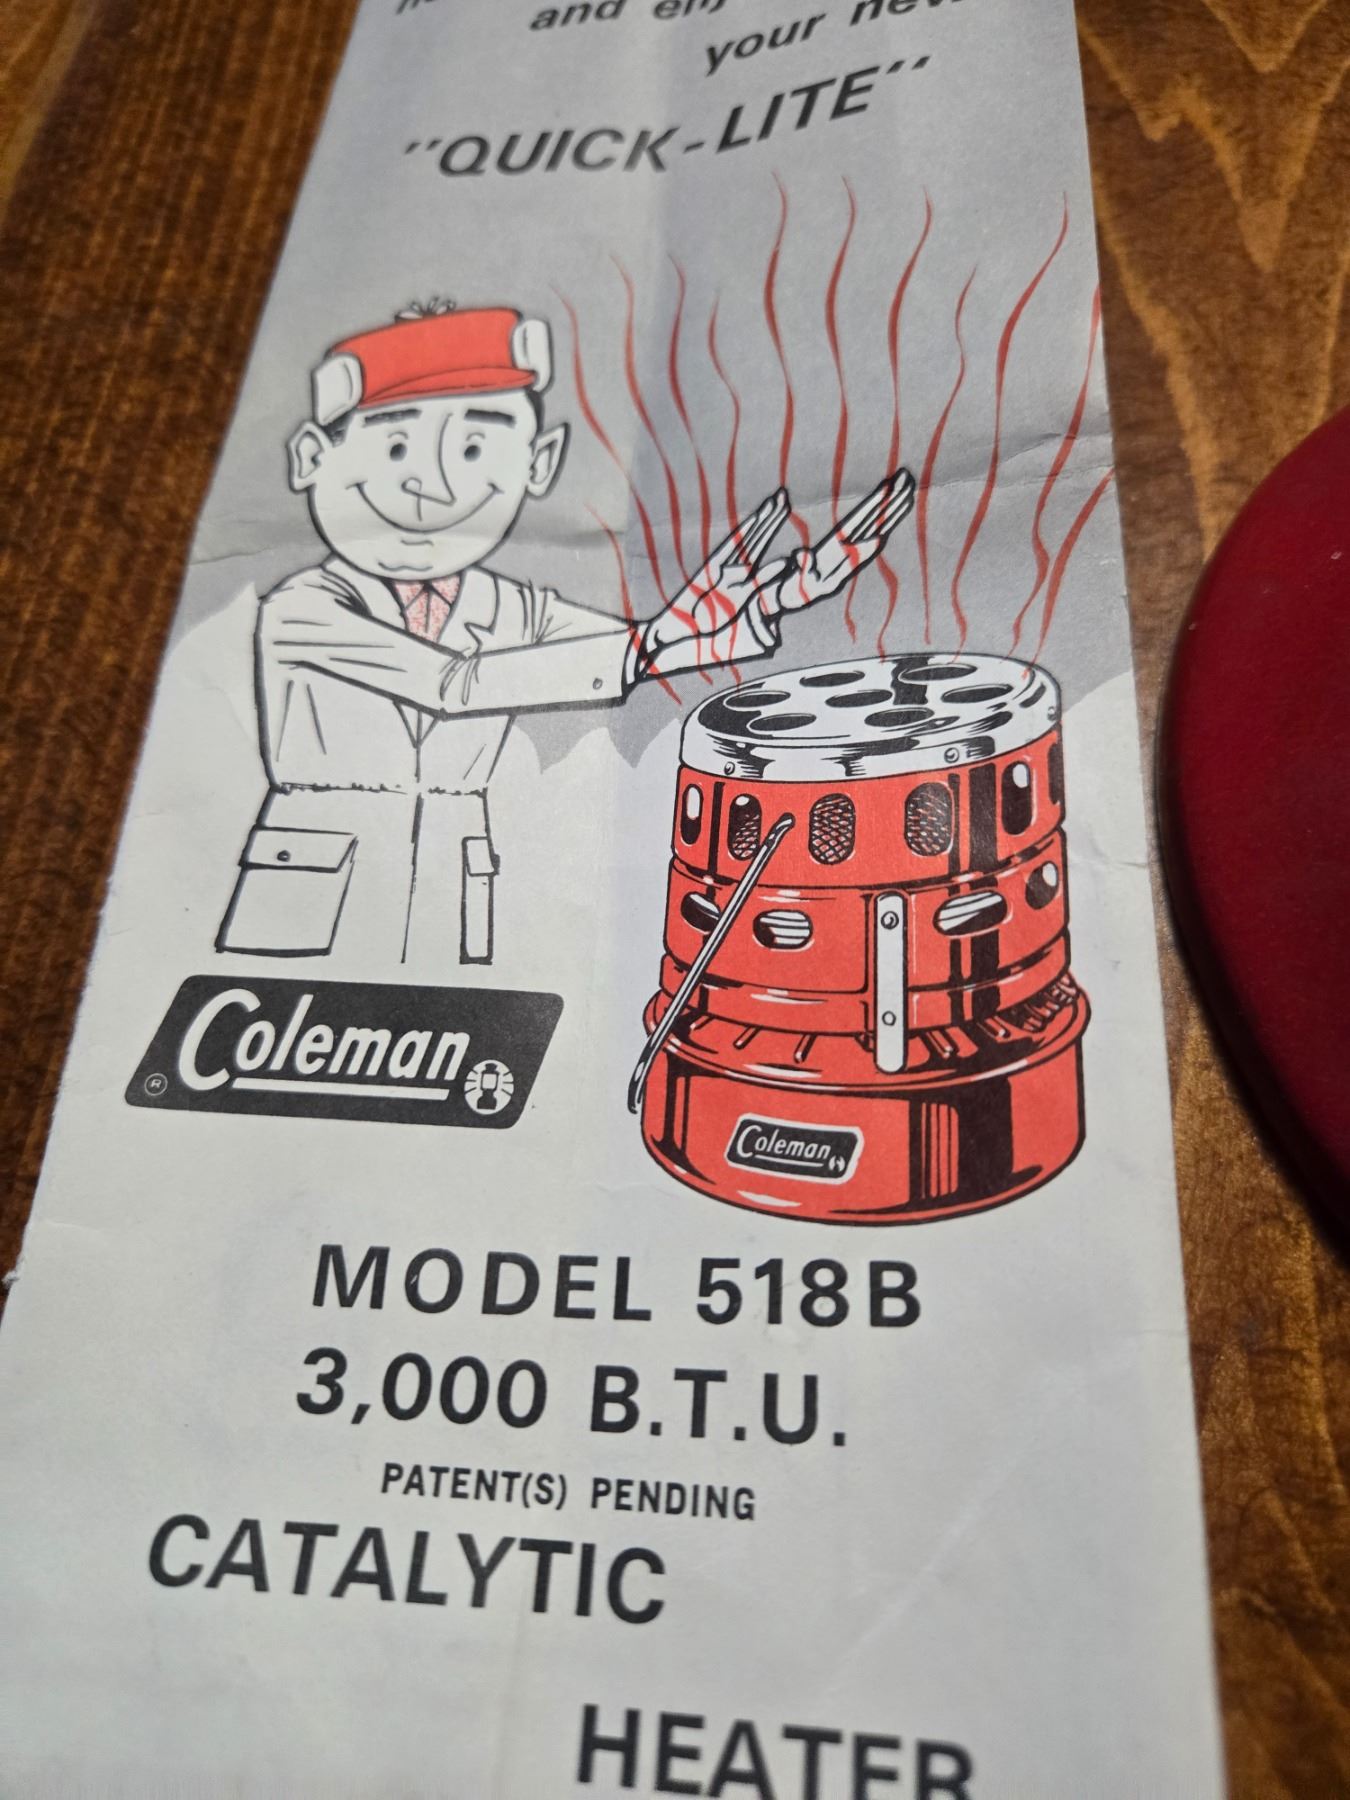 and
your
"QUICK-LITE"
Coleman
®
Coleman
MODEL 518B
3,000 B.T.U.
PATENT(S) PENDING
CATALYTIC
HEATER